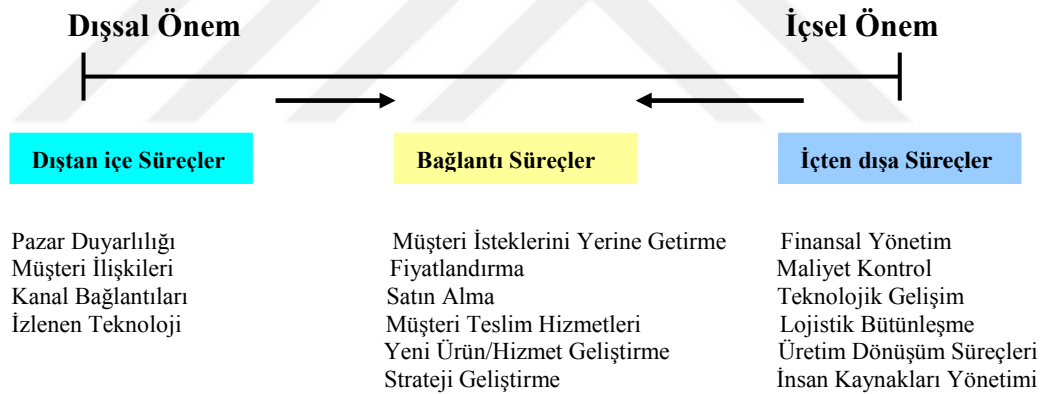 Dışsal Önem
İçsel Önem
Dıştan içe Süreçler
Bağlantı Süreçler
İçten dışa Süreçler
Pazar Duyarlılığı
Müşteri İlişkileri
Kanal Bağlantıları
İzlenen Teknoloji
Müşteri İsteklerini Yerine Getirme
Fiyatlandırma
Satın Alma
Müşteri Teslim Hizmetleri
Yeni Ürün/Hizmet Geliştirme
Strateji Geliştirme
Finansal Yönetim
Maliyet Kontrol
Teknolojik Gelişim
Lojistik Bütünleşme
Üretim Dönüşüm Süreçleri
İnsan Kaynakları Yönetimi